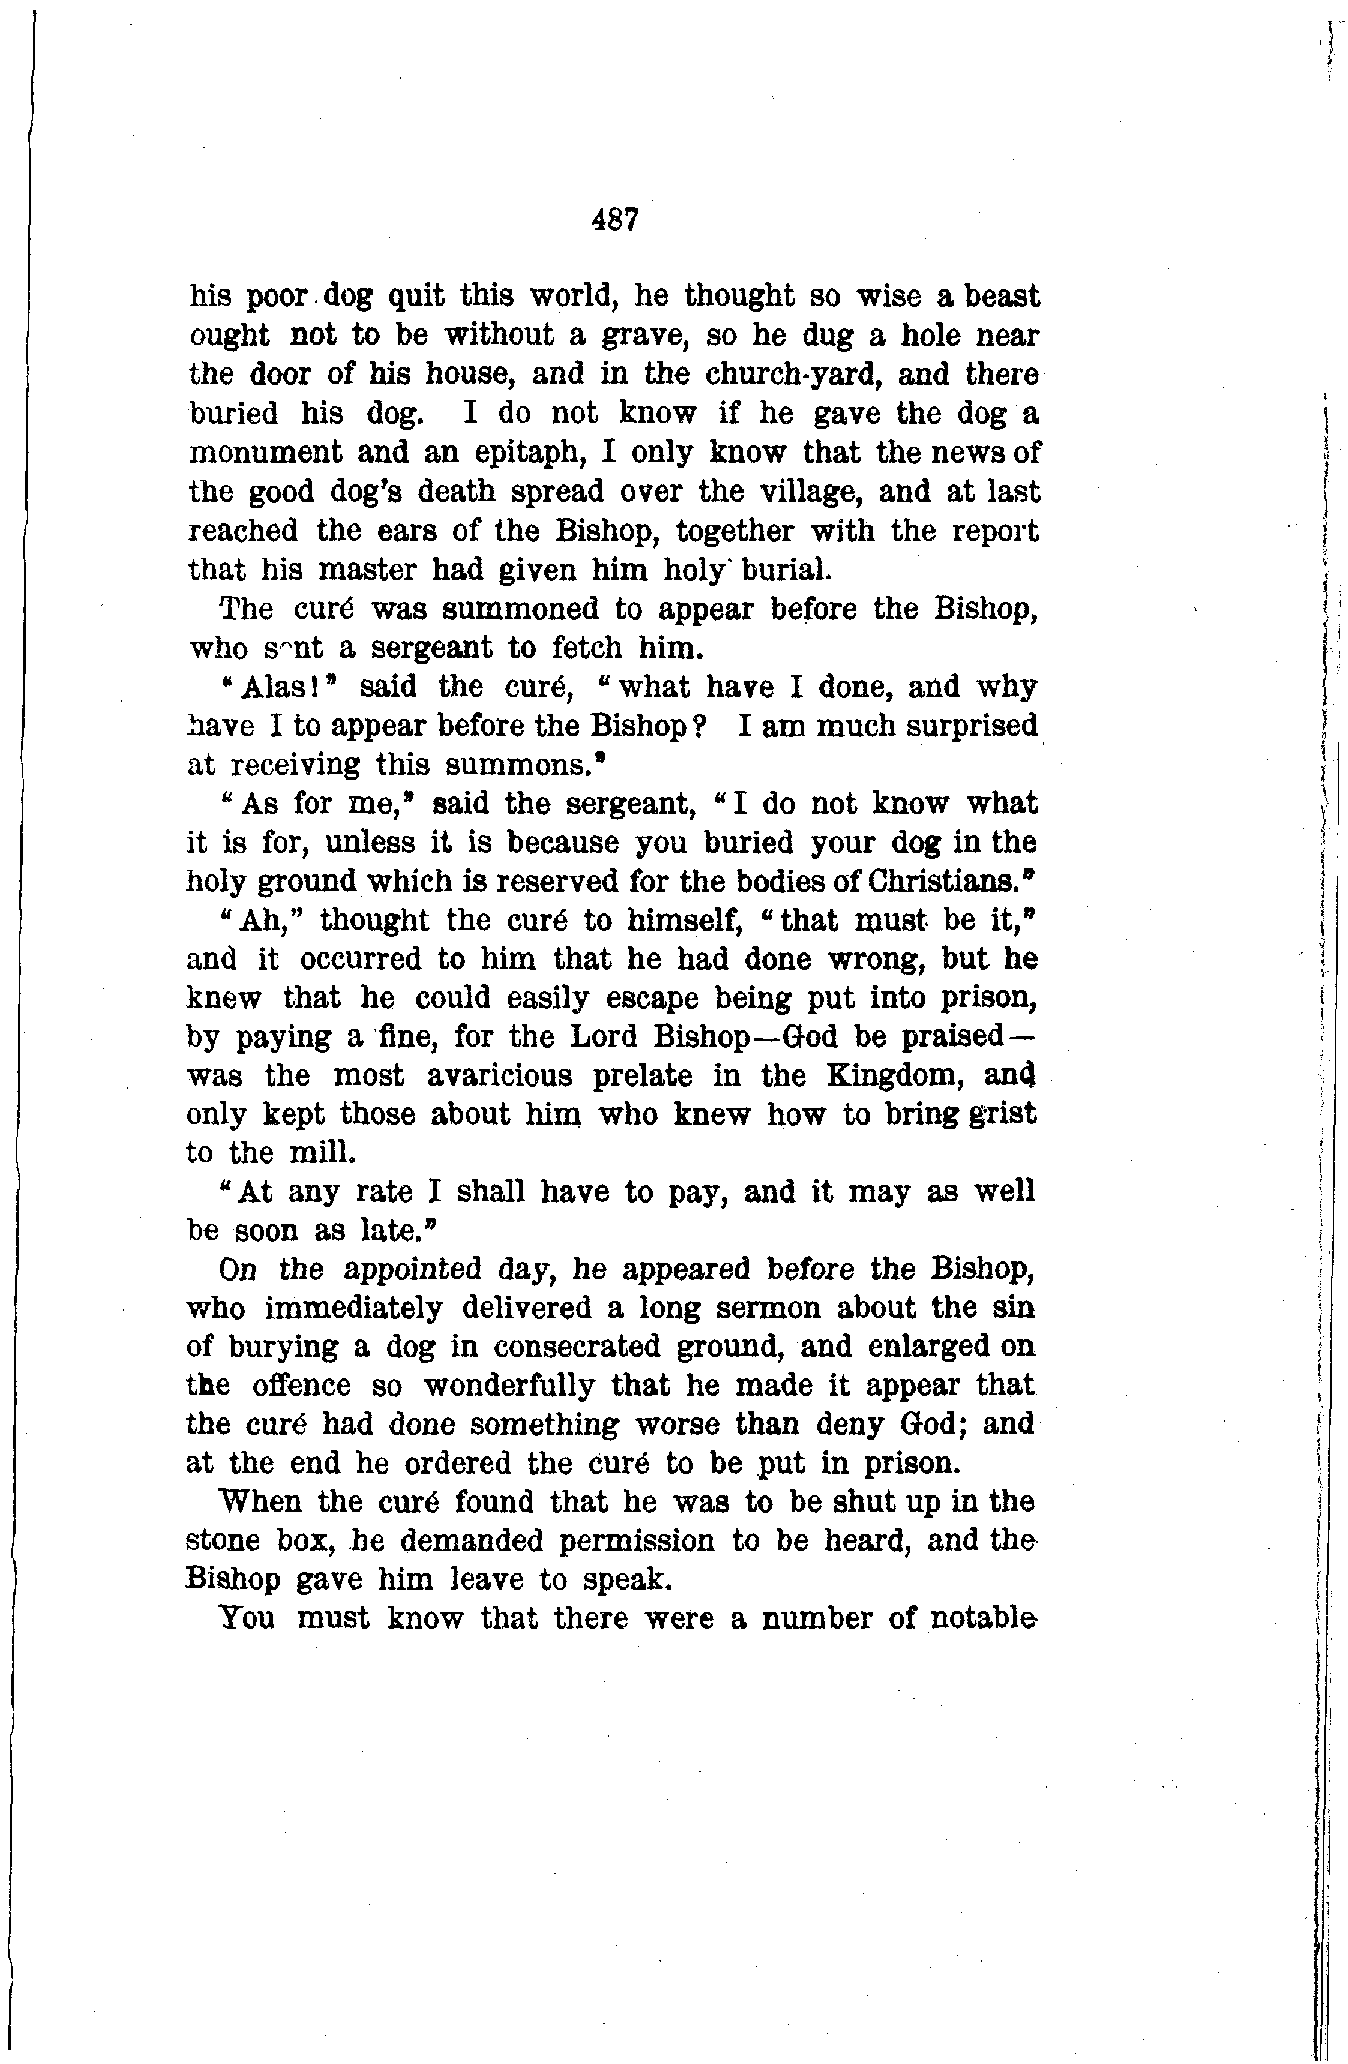 487
his poor dog quit this world, he thought so wise a beast
ought not to be without a grave, so he dug a hole near
the door of his house, and in the church-yard, and there
buried his dog. I do not know if he gave the dog a
monument and an epitaph, I only know that the news of
the good dog's death spread over the village, and at last
reached the ears of the Bishop, together with the report
that his master had given him holy burial.
The curé was summoned to appear before the Bishop,
who sent a sergeant to fetch him.
"Alas!" said the curé, "what have I done, and why
have I to appear before the Bishop? I am much surprised
at receiving this summons."
"As for me," said the sergeant, "I do not know what
it is for, unless it is because you buried your dog in the
holy ground which is reserved for the bodies of Christians."
"Ah," thought the curé to himself, "that must be it,"
and it occurred to him that he had done wrong, but he
knew that he could easily escape being put into prison,
by paying a fine, for the Lord Bishop—God be praised—
was the most avaricious prelate in the Kingdom, and
only kept those about him who knew how to bring grist
to the mill.
"At any rate I shall have to pay, and it may as well
be soon as late."
On the appointed day, he appeared before the Bishop,
who immediately delivered a long sermon about the sin
of burying a dog in consecrated ground, and enlarged on
the offence so wonderfully that he made it appear that
the curé had done something worse than deny God; and
at the end he ordered the curé to be put in prison.
When the curé found that he was to be shut up in the
stone box, he demanded permission to be heard, and the
Bishop gave him leave to speak.
You must know that there were a number of notable